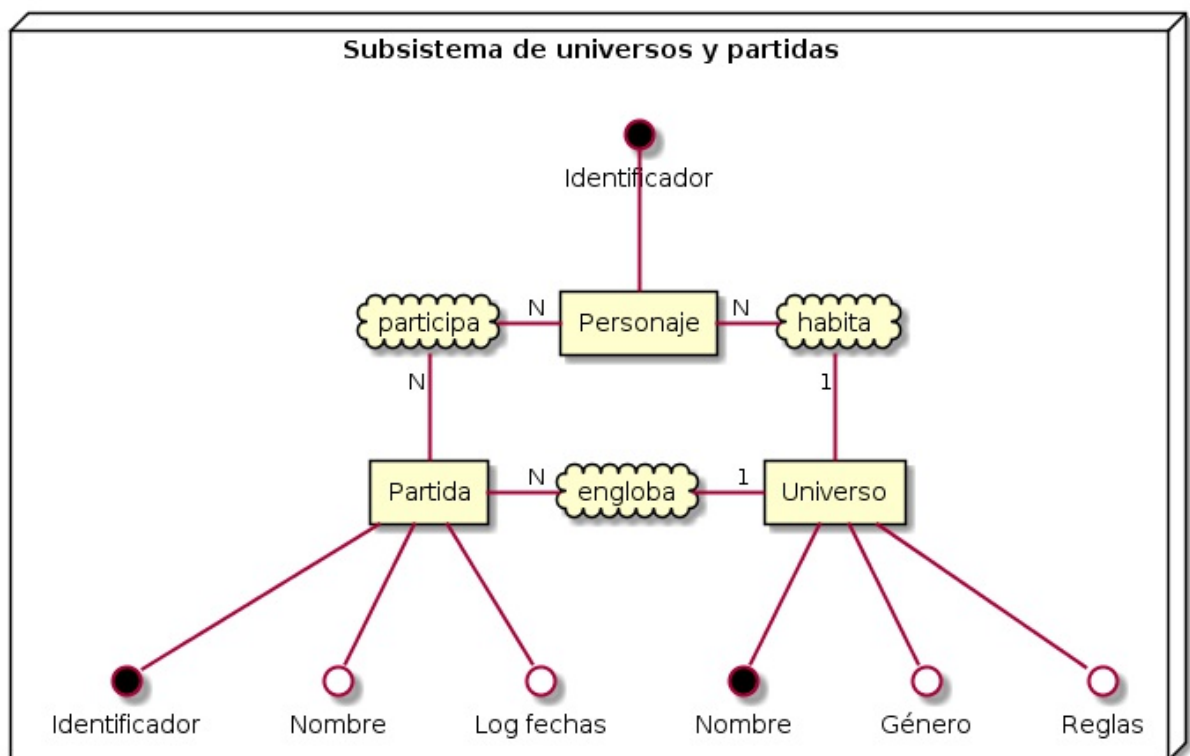 Subsistema de universos y partidas
Identificador
participa
N
Personaje
N
habita
N
1
Partida
N
engloba
1
Universo
Identificador
Nombre
Log fechas
Nombre
Género
Reglas